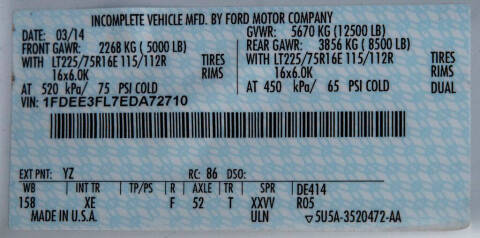 INCOMPLETE VEHICLE MFD. BY FORD MOTOR COMPANY
DATE: 03/14 GVWR: 5670 KG (12500 LB)
FRONT GAWR: 2268 KG ( 5000 LB) REAR GAWR: 3856 KG ( 8500 LB)
WITH LT225/75R16E 115/112R TIRES WITH LT225/75R16E 115/112R TIRES
16x6.0K RIMS 16x6.0K RIMS
AT 520 kPa/ 75 PSI COLD AT 450 kPa/ 65 PSI COLD DUAL
VIN: 1FDEE3FL7EDA72710
EXT PNT: YZ RC: 86 DSO:
WB INT TR TP/PS R AXLE TR SPR DE414
158 XE F 52 T XXVV R05
MADE IN U.S.A. ULN ▽5U5A-3520472-AA